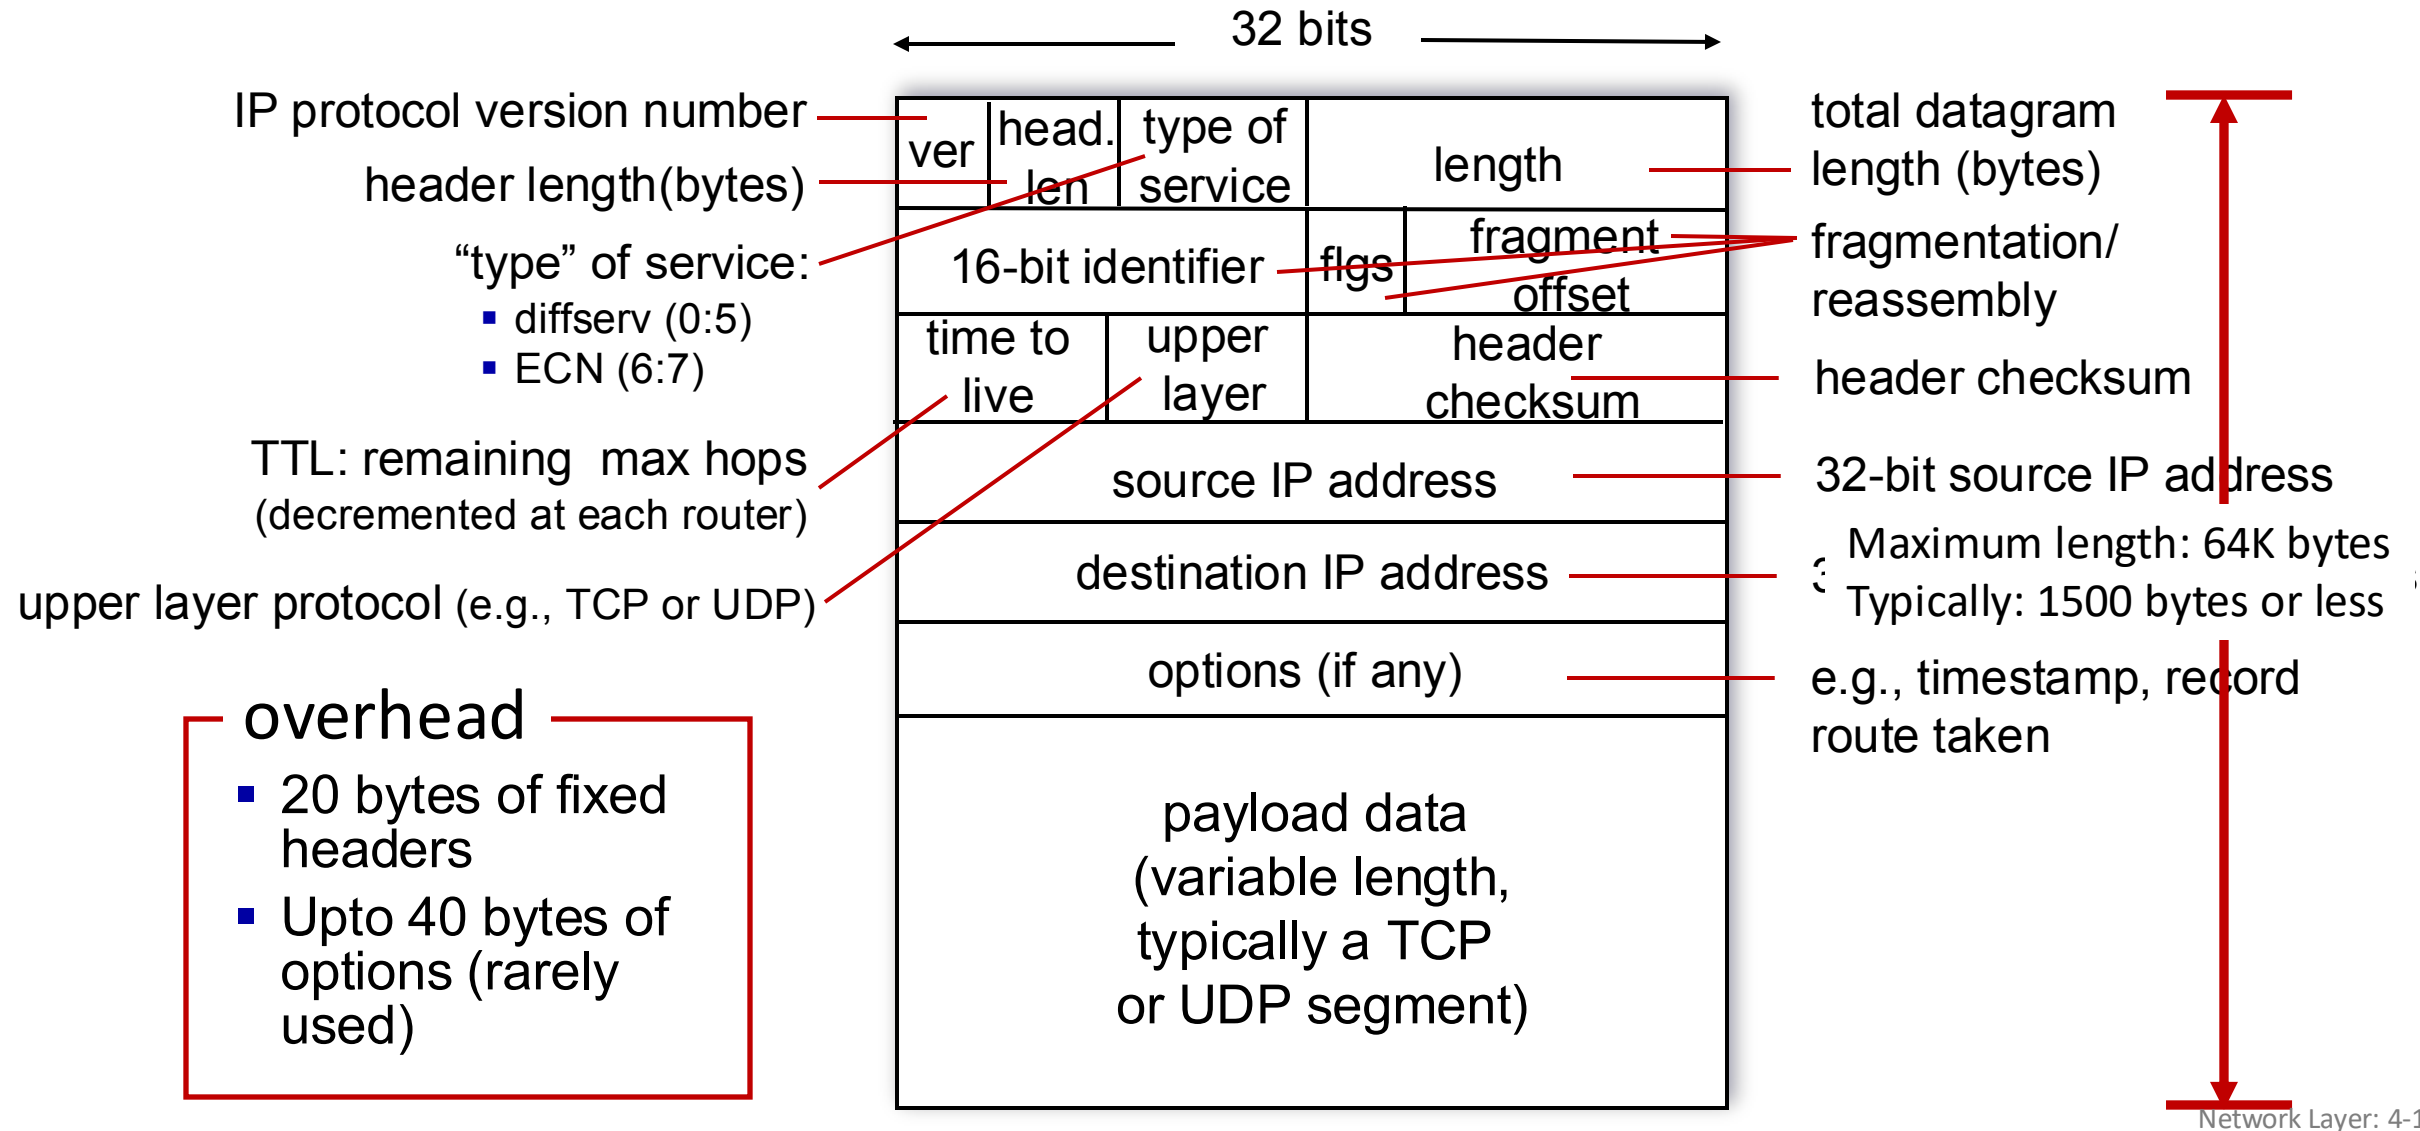 32 bits
IP protocol version number
header length(bytes)
“type” of service:
▪ diffserv (0:5)
▪ ECN (6:7)
TTL: remaining max hops
(decremented at each router)
upper layer protocol (e.g., TCP or UDP)
overhead
▪ 20 bytes of fixed
headers
▪ Upto 40 bytes of
options (rarely
used)
ver
head.
len
type of
service
length
16-bit identifier
flgs
fragment
offset
time to
live
upper
layer
header
checksum
source IP address
destination IP address
options (if any)
payload data
(variable length,
typically a TCP
or UDP segment)
total datagram
length (bytes)
fragmentation/
reassembly
header checksum
32-bit source IP address
Maximum length: 64K bytes
Typically: 1500 bytes or less
e.g., timestamp, record
route taken
Network Layer: 4-1